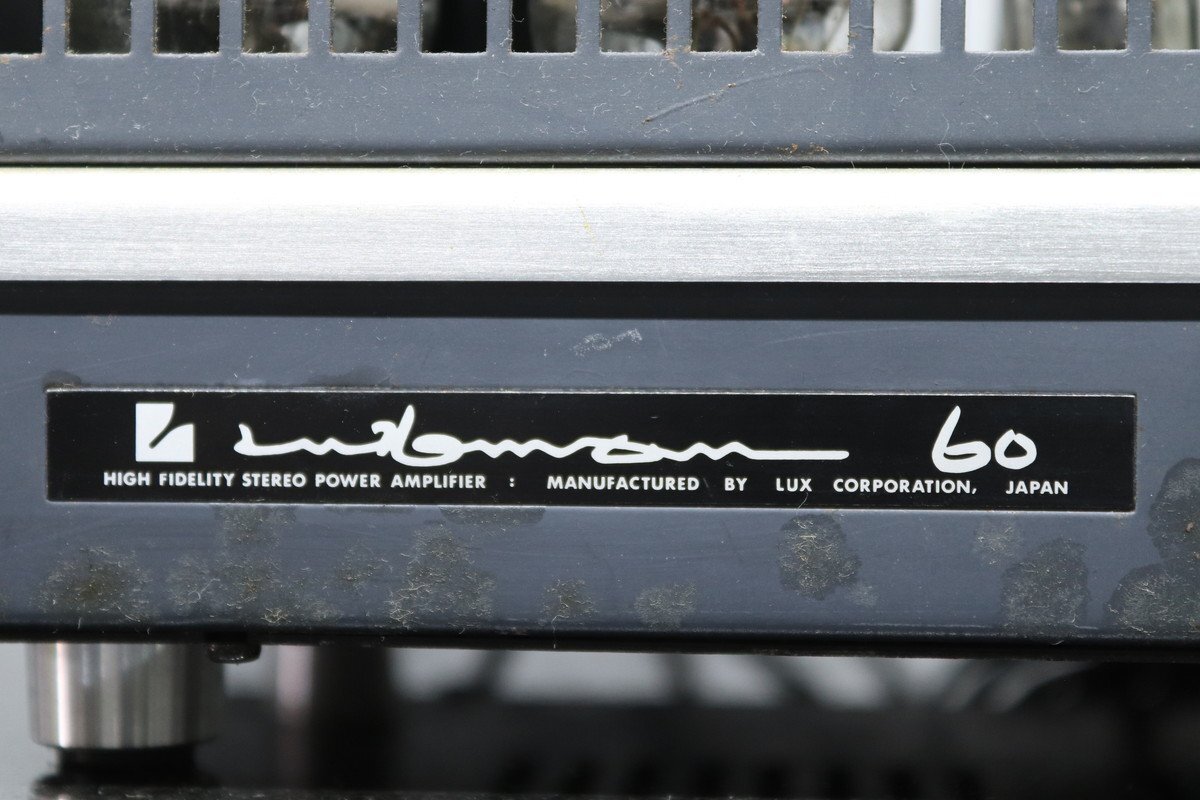 luxman 60
HIGH FIDELITY STEREO POWER AMPLIFIER : MANUFACTURED BY LUX CORPORATION, JAPAN